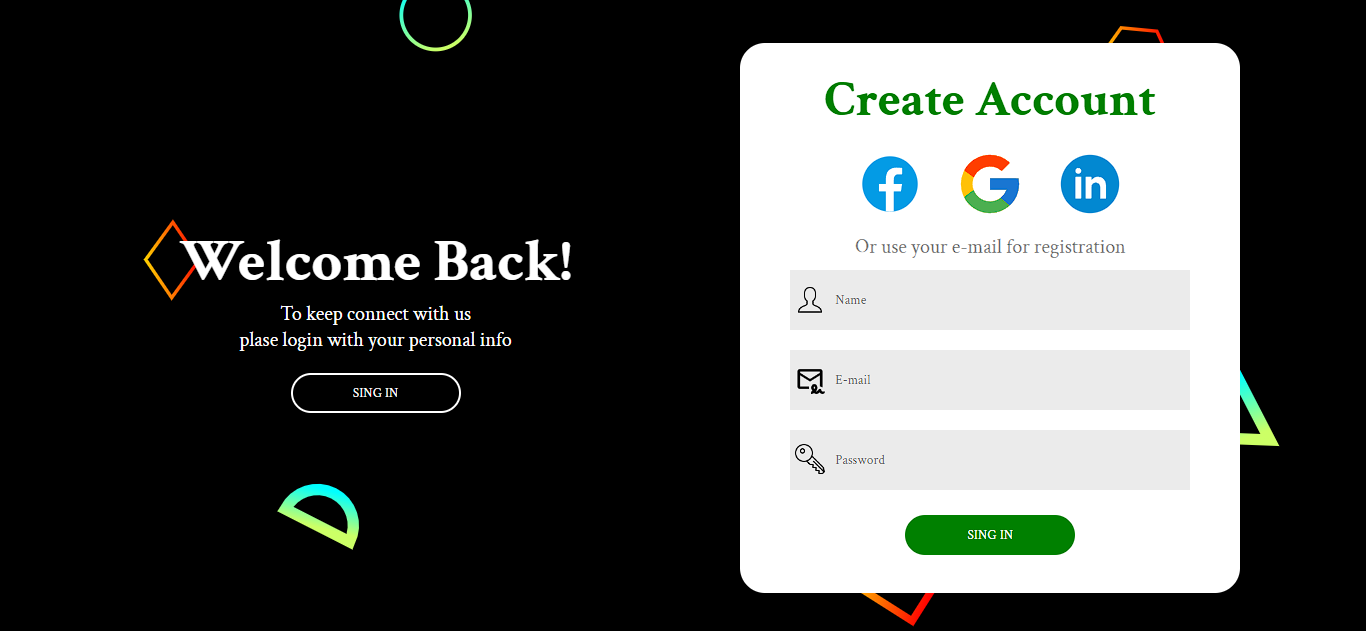 Welcome Back!
To keep connect with us
plase login with your personal info
SING IN
Create Account
f
G
in
Or use your e-mail for registration
Name
E-mail
Password
SING IN